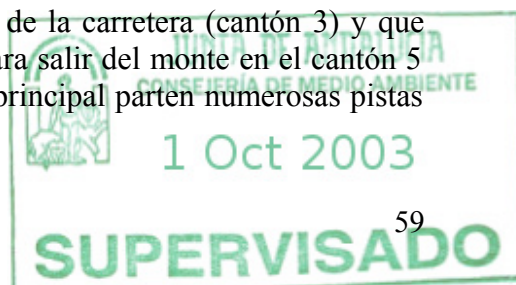 de la carretera (cantón 3) y que
JUNTA DE ANDALUCIA
ara salir del monte en el cantón 5
CONSEJERÍA DE MEDIO AMBIENTE
principal parten numerosas pistas
1 Oct 2003
59
SUPERVISADO